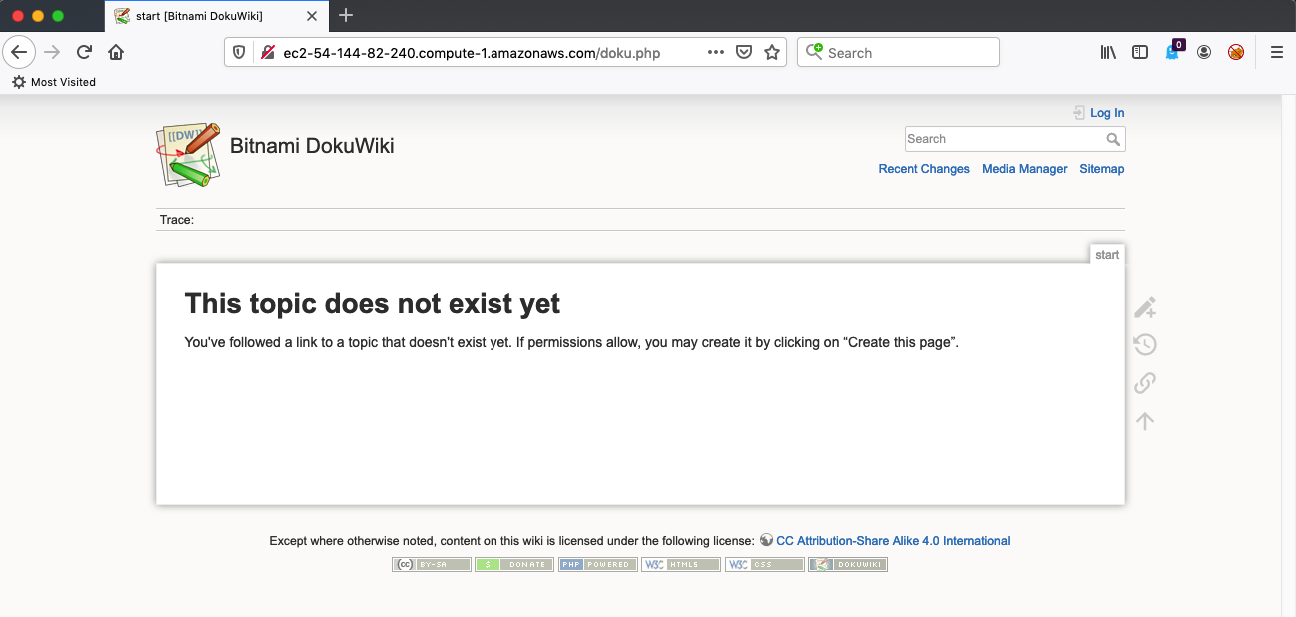 start [Bitnami DokuWiki]
ec2-54-144-82-240.compute-1.amazonaws.com/doku.php
Search
0
Most Visited
Log In
[[DW]]
Bitnami DokuWiki
Search
Recent Changes Media Manager Sitemap
Trace:
start
This topic does not exist yet
You've followed a link to a topic that doesn't exist yet. If permissions allow, you may create it by clicking on “Create this page”.
Except where otherwise noted, content on this wiki is licensed under the following license: CC Attribution-Share Alike 4.0 International
(cc) BY-SA $ DONATE PHP POWERED W3C HTML5 W3C CSS DOKUWIKI